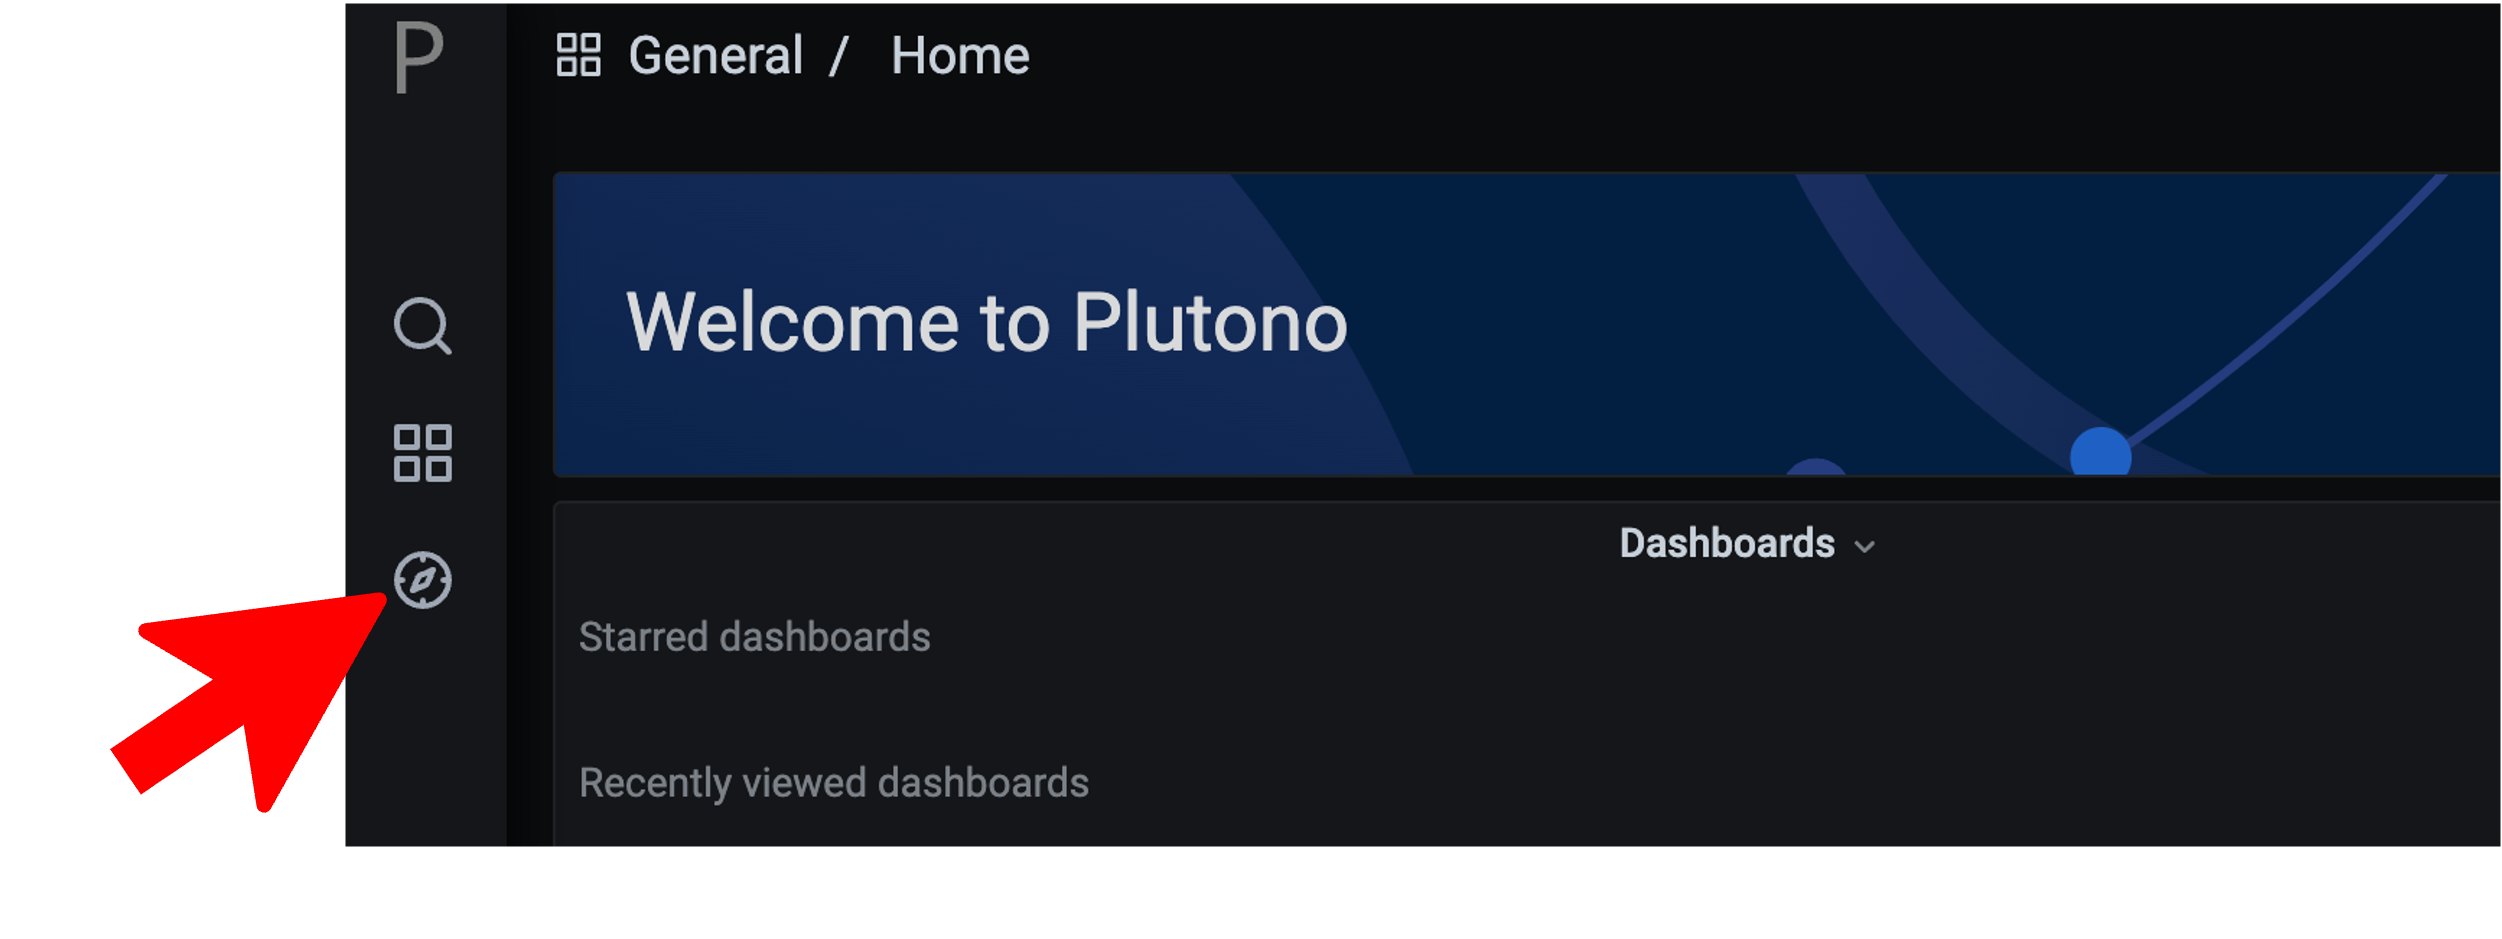 P
General / Home
Welcome to Plutono
Dashboards
Starred dashboards
Recently viewed dashboards